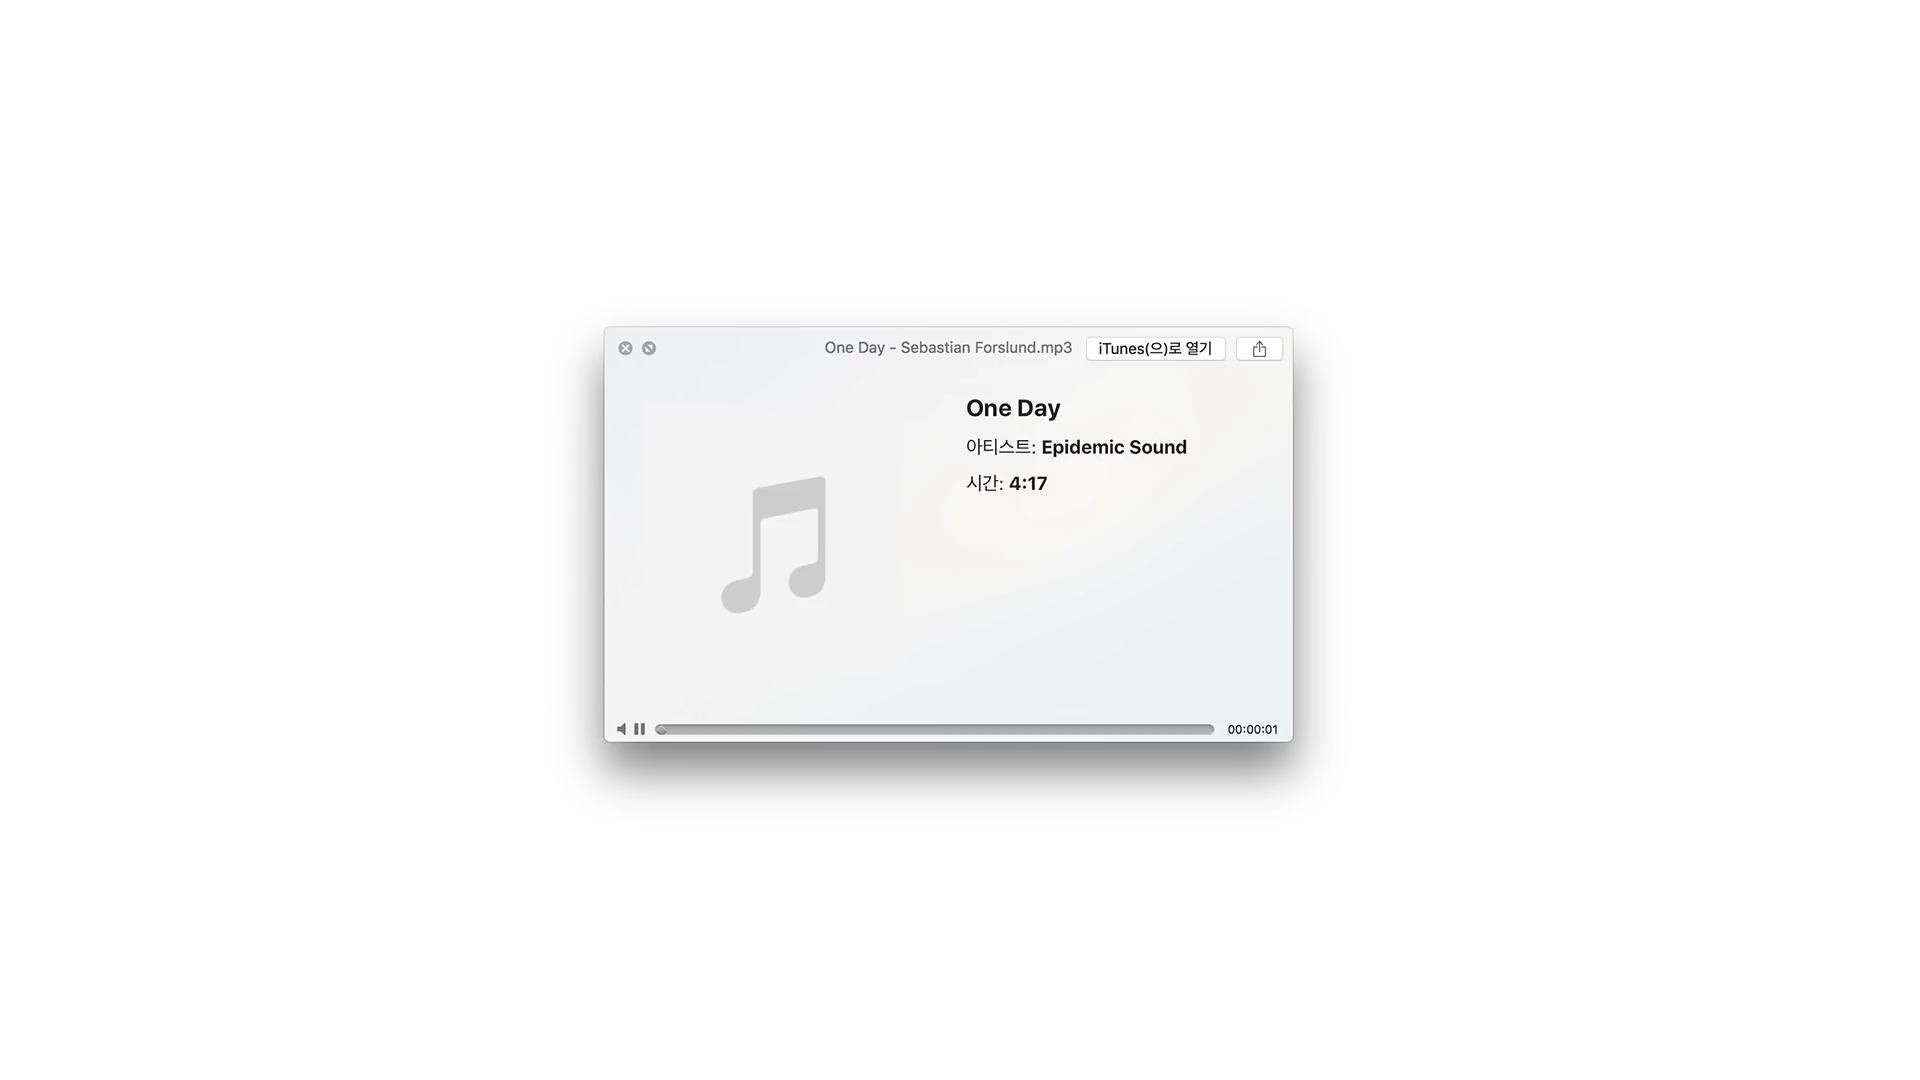 One Day - Sebastian Forslund.mp3
iTunes(으)로 열기
One Day
아티스트: Epidemic Sound
시간: 4:17
00:00:01